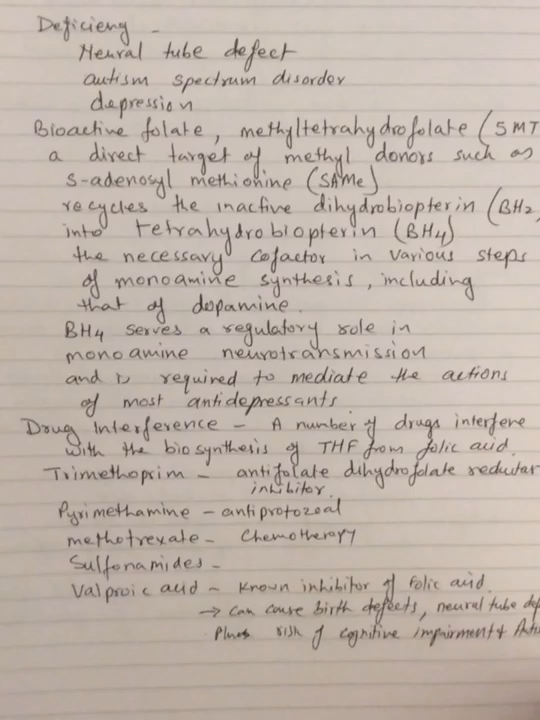 Deficieny -
Neural tube defect
autism spectrum disorder
depression
Bioactive folate, methyltetrahydrofolate (5MT
a direct target of methyl donors such as
S-adenosyl methionine (SAMe)
recycles the inactive dihydrobiopterin (BH2
into tetrahydrobiopterin (BH4)
the necessary cofactor in various steps
of monoamine synthesis, including
that of dopamine.
BH4 serves a regulatory role in
monoamine neurotransmission
and is required to mediate the actions
of most antidepressants.
Drug Interference - A number of drugs interfere
with the biosynthesis of THF from folic acid.
Trimethoprim - antifolate dihydrofolate reductar
inhibitor.
Pyrimethamine - antiprotozoal
methotrexate - Chemotherapy
Sulfonamides -
Valproic acid - known inhibitor of folic acid.
→ Can cause birth defects, neural tube def
risk of cognitive impairment &